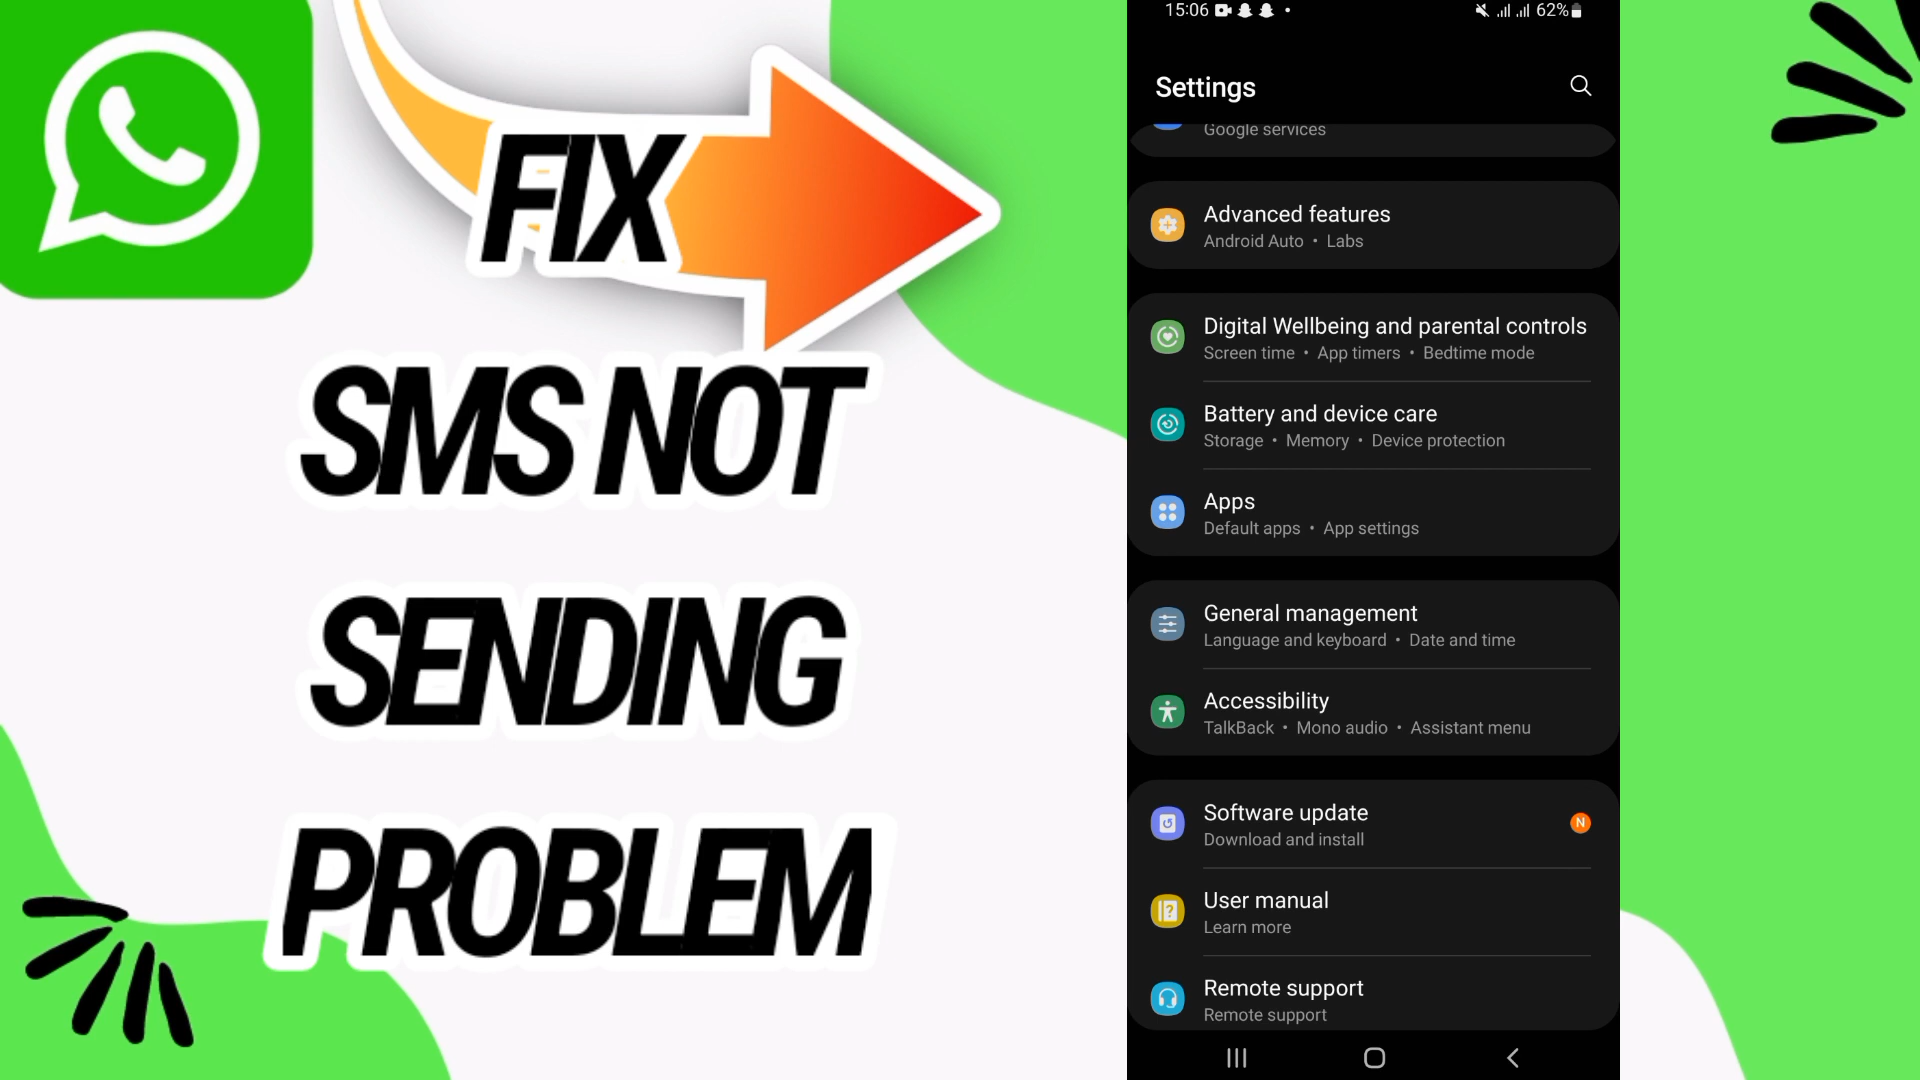 FIX
SMS NOT
SENDING
PROBLEM
15:06
62%
Settings
Google services
Advanced features
Android Auto • Labs
Digital Wellbeing and parental controls
Screen time • App timers • Bedtime mode
Battery and device care
Storage • Memory • Device protection
Apps
Default apps • App settings
General management
Language and keyboard • Date and time
Accessibility
TalkBack • Mono audio • Assistant menu
Software update
N
Download and install
User manual
Learn more
Remote support
Remote support